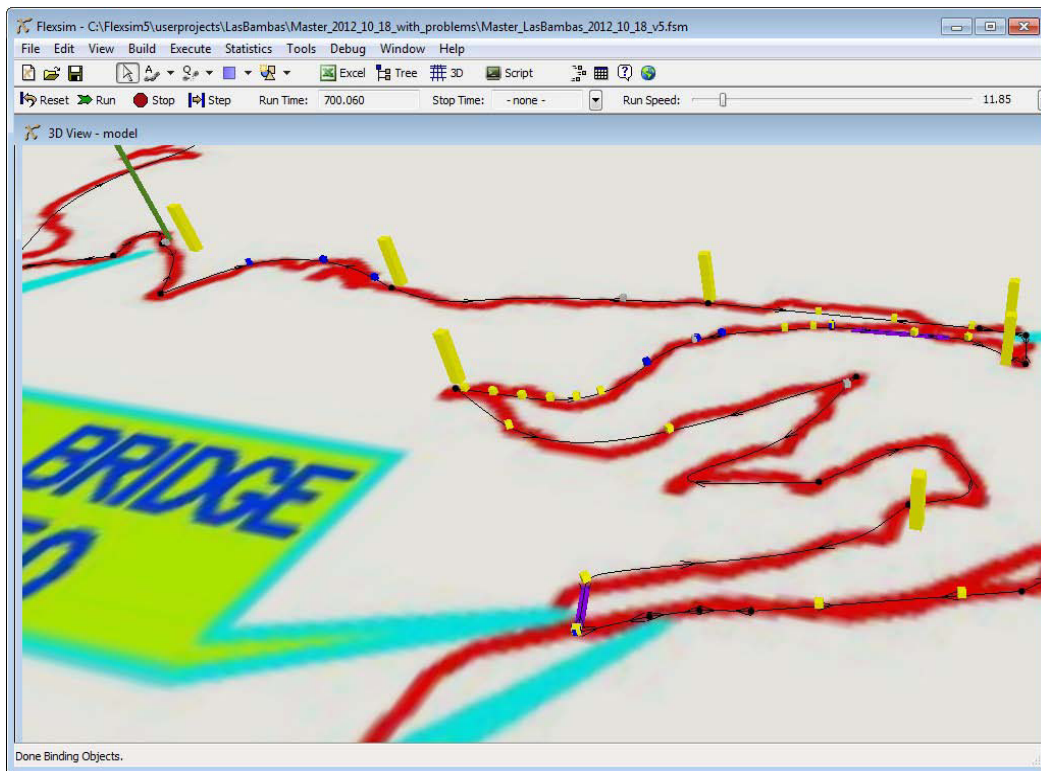 Flexsim - C:\Flexsim5\userprojects\LasBambas\Master_2012_10_18_with_problems\Master_LasBambas_2012_10_18_v5.fsm
File Edit View Build Execute Statistics Tools Debug Window Help
Excel Tree 3D Script
Reset Run Stop Step Run Time: 700.060 Stop Time: - none - Run Speed: 11.85
3D View - model
BRIDGE
Done Binding Objects.